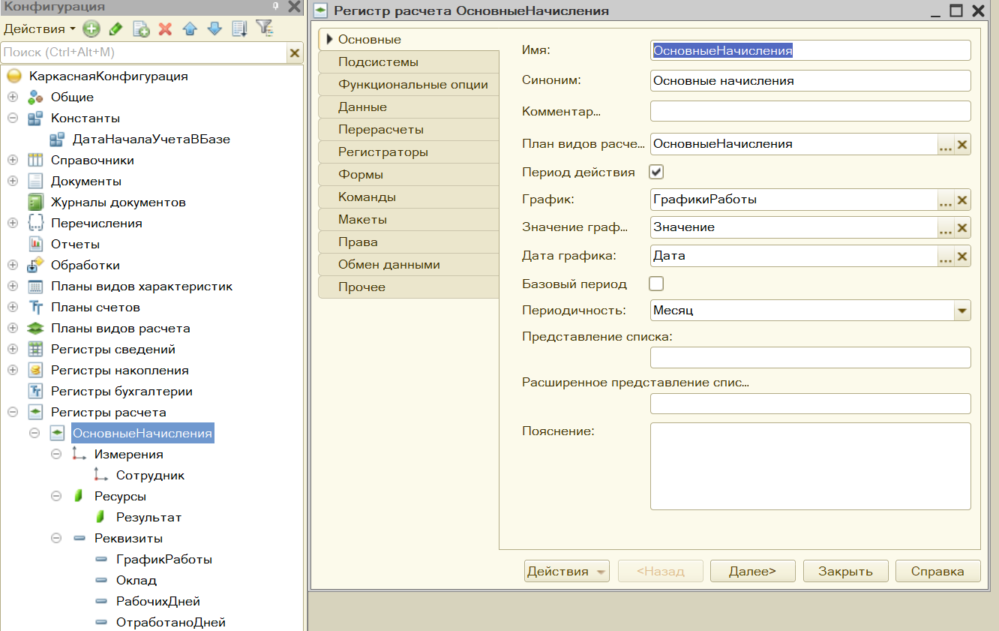 Конфигурация
Действия
Поиск (Ctrl+Alt+M)
КаркаснаяКонфигурация
Общие
Константы
ДатаНачалаУчетаВБазе
Справочники
Документы
Журналы документов
Перечисления
Отчеты
Обработки
Планы видов характеристик
Планы счетов
Планы видов расчета
Регистры сведений
Регистры накопления
Регистры бухгалтерии
Регистры расчета
ОсновныеНачисления
Измерения
Сотрудник
Ресурсы
Результат
Реквизиты
ГрафикРаботы
Оклад
РабочихДней
ОтработаноДней
Регистр расчета ОсновныеНачисления
Основные
Подсистемы
Функциональные опции
Данные
Перерасчеты
Регистраторы
Формы
Команды
Макеты
Права
Обмен данными
Прочее
Имя: ОсновныеНачисления
Синоним: Основные начисления
Комментар...
План видов расче... ОсновныеНачисления ...
Период действия
График: ГрафикиРаботы ...
Значение граф... Значение ...
Дата графика: Дата ...
Базовый период
Периодичность: Месяц
Представление списка:
Расширенное представление спис...
Пояснение:
Действия <Назад Далее> Закрыть Справка